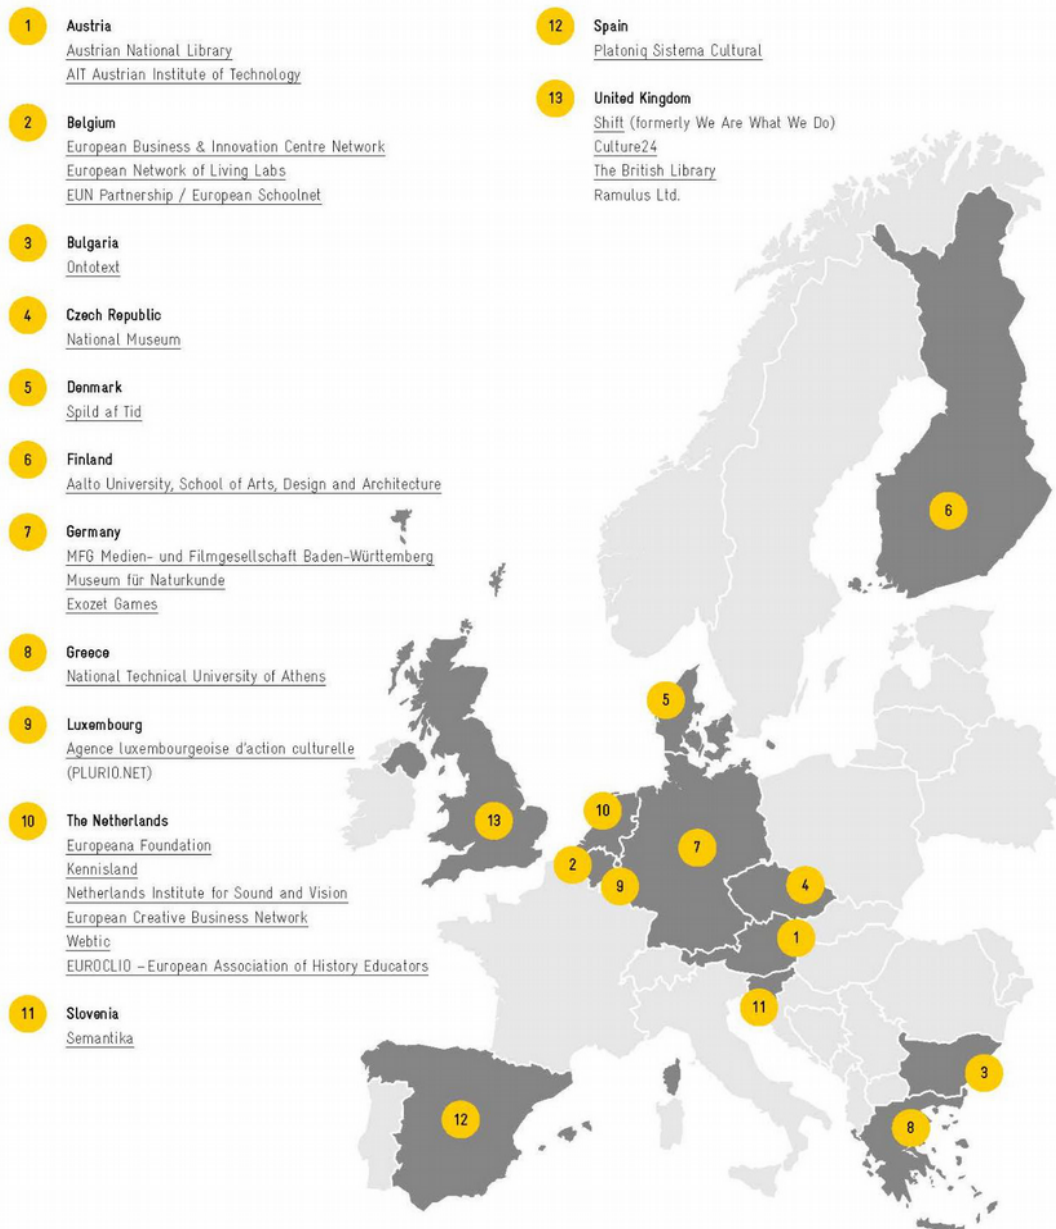 1 Austria
Austrian National Library
AIT Austrian Institute of Technology
2 Belgium
European Business & Innovation Centre Network
European Network of Living Labs
EUN Partnership / European Schoolnet
3 Bulgaria
Ontotext
4 Czech Republic
National Museum
5 Denmark
Spild af Tid
6 Finland
Aalto University, School of Arts, Design and Architecture
7 Germany
MFG Medien- und Filmgesellschaft Baden-Württemberg
Museum für Naturkunde
Exozet Games
8 Greece
National Technical University of Athens
9 Luxembourg
Agence luxembourgeoise d'action culturelle
(PLURIO.NET)
10 The Netherlands
Europeana Foundation
Kennisland
Netherlands Institute for Sound and Vision
European Creative Business Network
Webtic
EUROCLIO – European Association of History Educators
11 Slovenia
Semantika
12 Spain
Platoniq Sistema Cultural
13 United Kingdom
Shift (formerly We Are What We Do)
Culture24
The British Library
Ramulus Ltd.
6
5
10
13
7
2
9
4
1
11
3
12
8